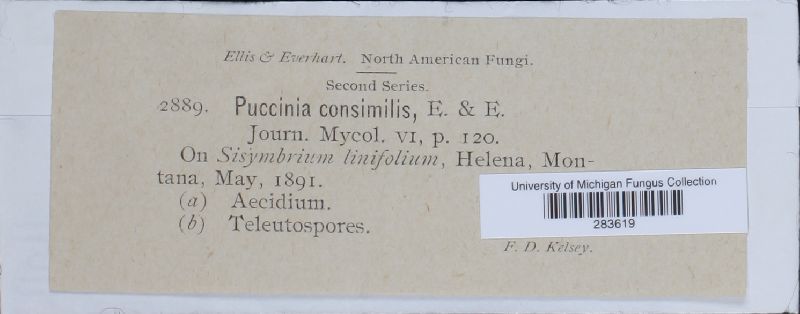 Ellis & Everhart. North American Fungi.
Second Series.
2889. Puccinia consimilis, E. & E.
Journ. Mycol. VI, p. 120.
On Sisymbrium linifolium, Helena, Mon-
tana, May, 1891.
(a) Aecidium.
(b) Teleutospores.
University of Michigan Fungus Collection
283619
F. D. Kelsey.